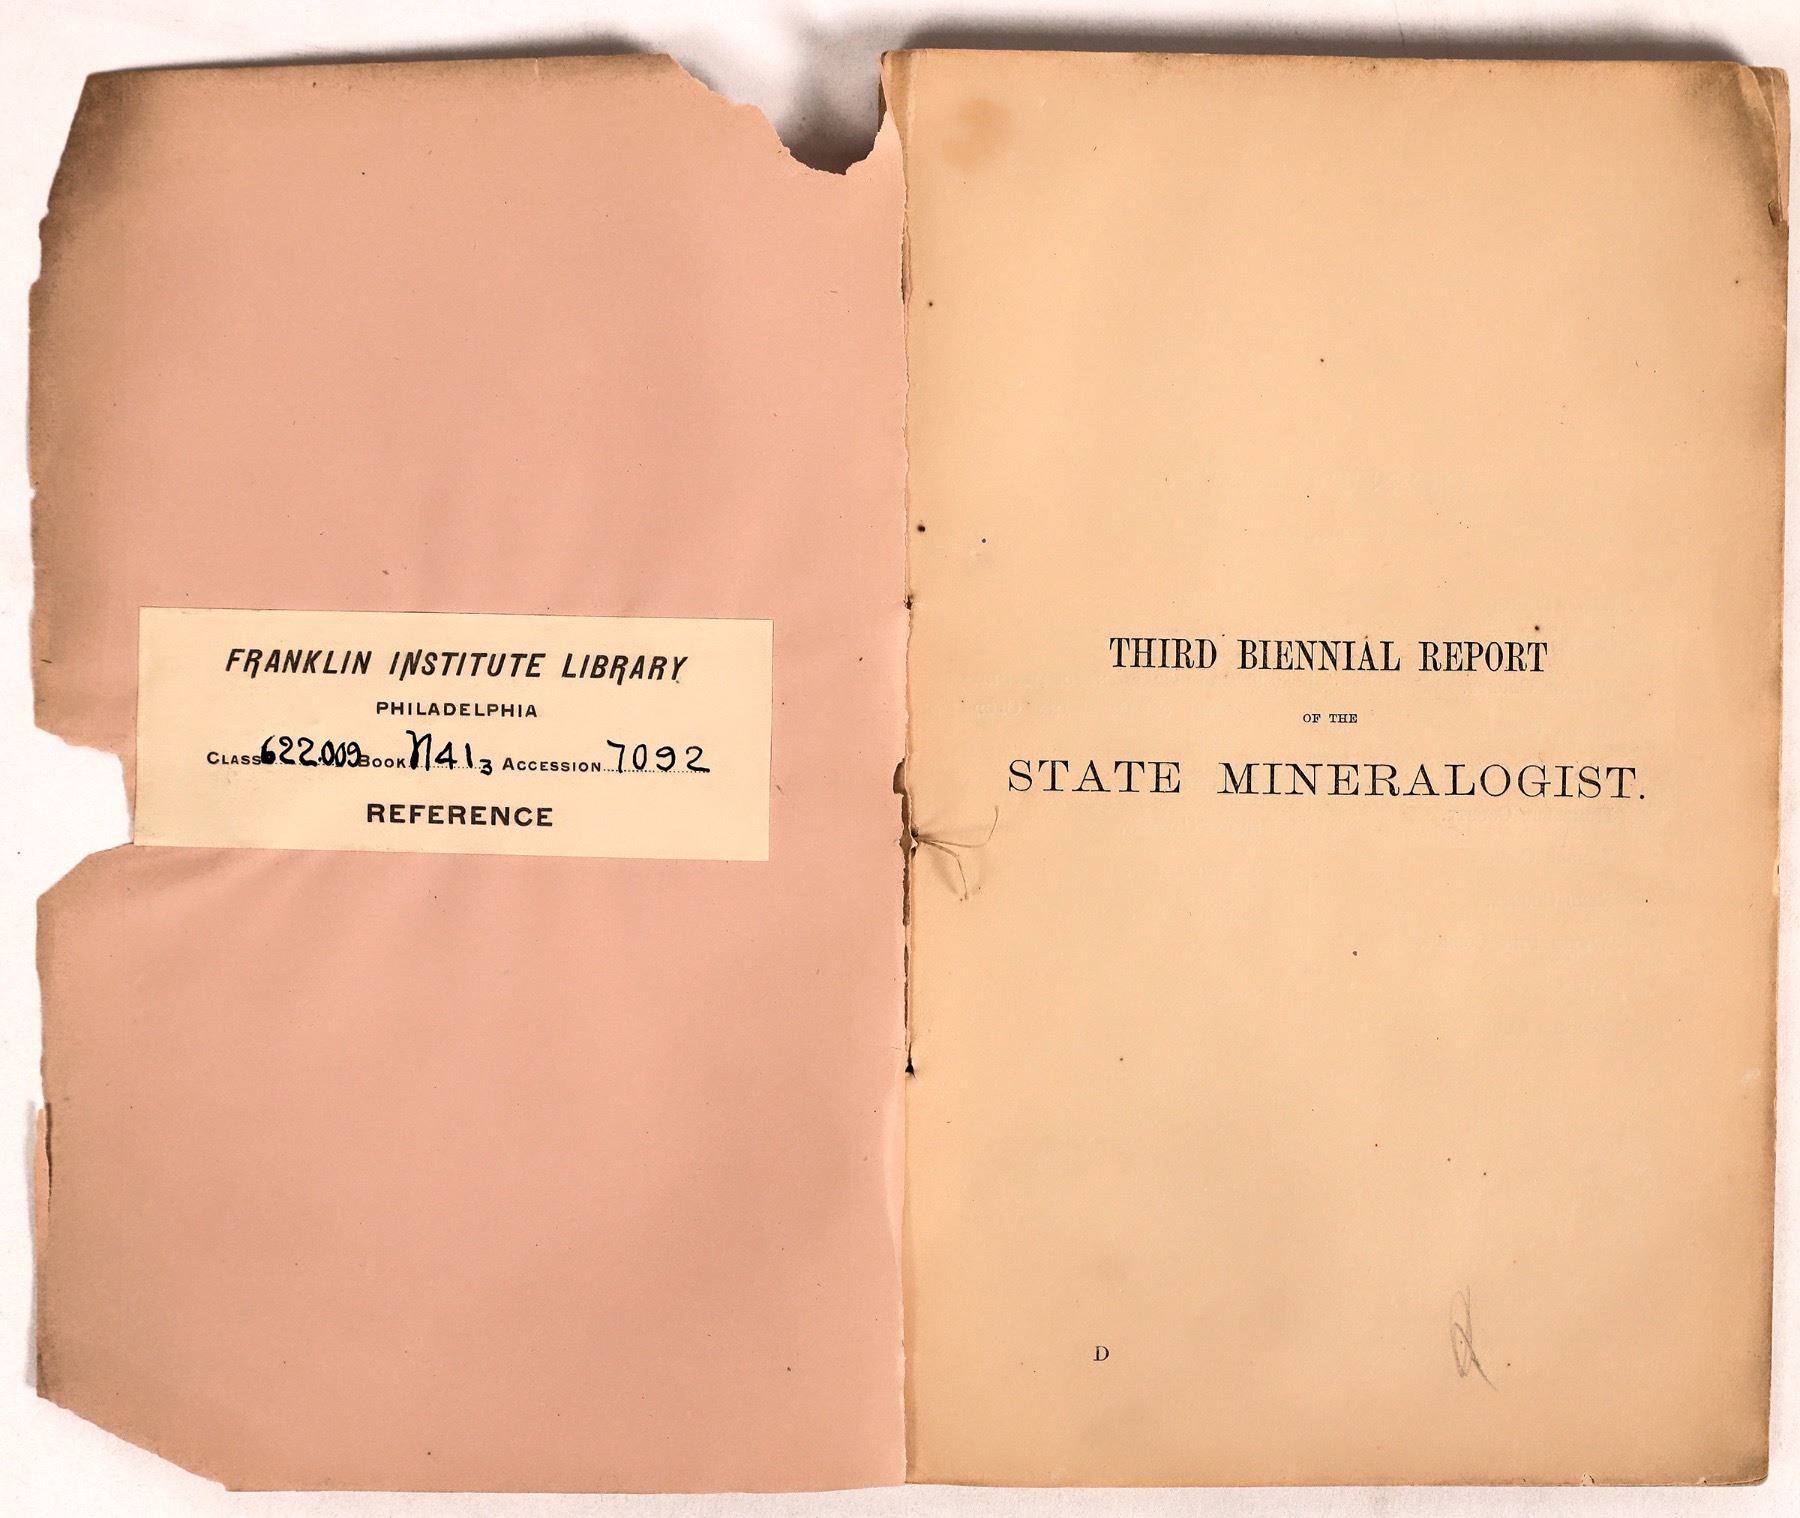 FRANKLIN INSTITUTE LIBRARY
PHILADELPHIA
CLASS 622.009 BOOK N41 3 ACCESSION 7092
REFERENCE
THIRD BIENNIAL REPORT
OF THE
STATE MINERALOGIST.
D